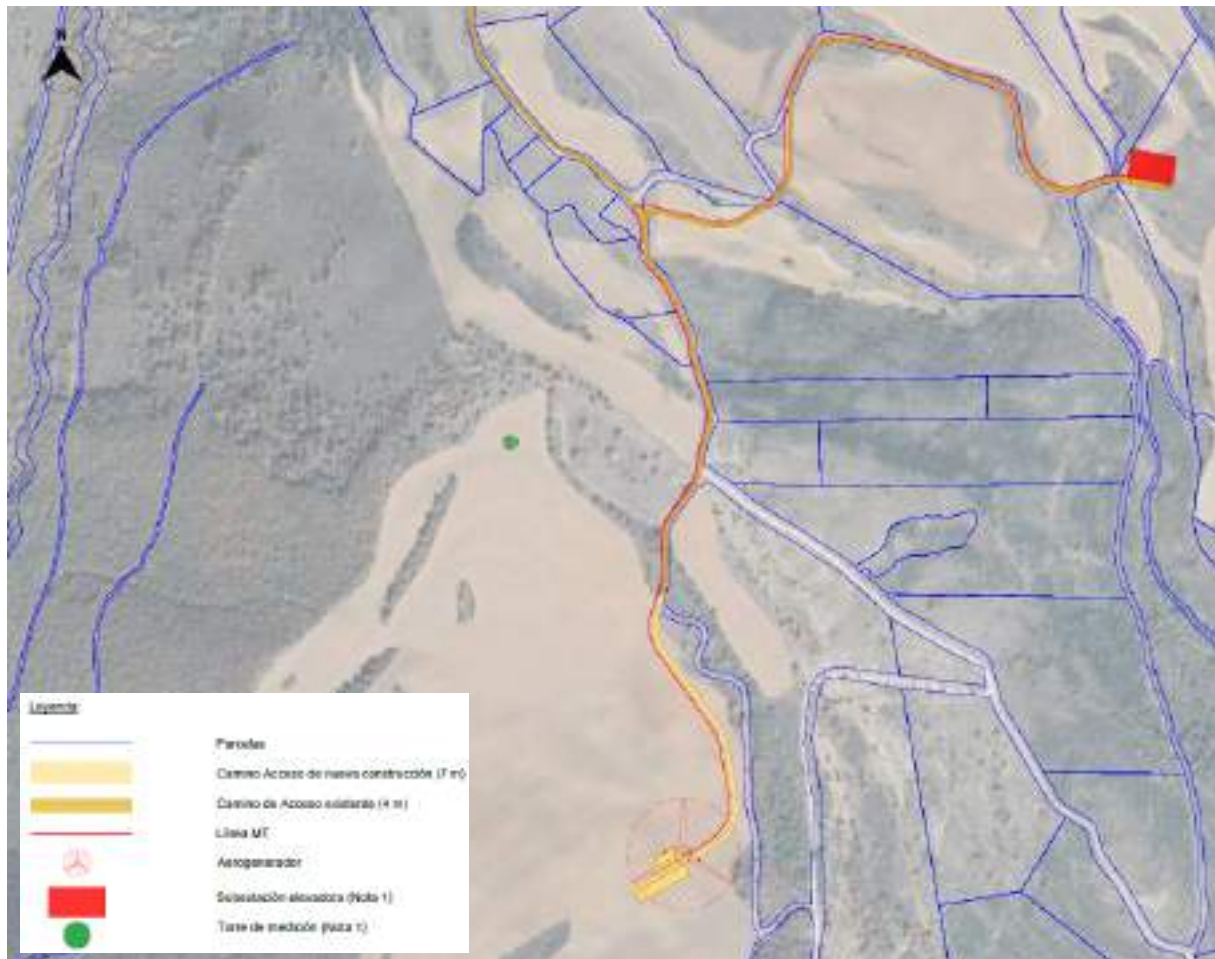 N
Leyenda:
Parcelas
Camino Acceso de nueva construcción (7 m)
Camino de Acceso existente (4 m)
Línea MT
Aerogenerador
Subestación elevadora (Nota 1)
Torre de medición (Nota 1)